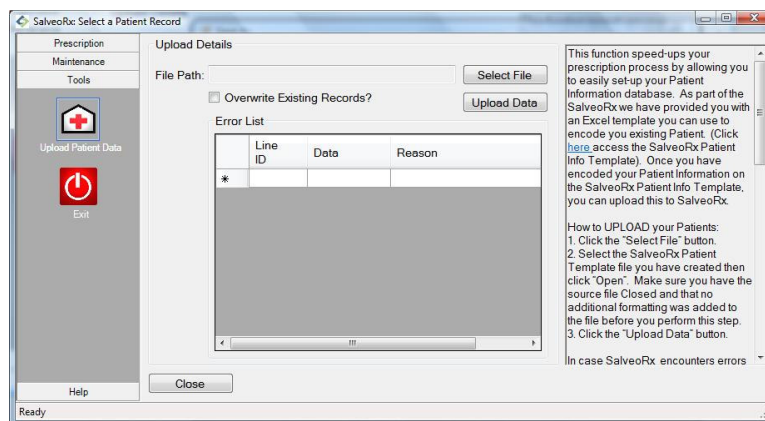 SalveoRx: Select a Patient Record
Prescription
Maintenance
Tools
Upload Patient Data
Exit
Help
Upload Details
File Path:
Select File
Overwrite Existing Records?
Upload Data
Error List
Line
ID
Data
Reason
*
Close
This function speed-ups your
prescription process by allowing you
to easily set-up your Patient
Information database. As part of the
SalveoRx we have provided you with
an Excel template you can use to
encode you existing Patient. (Click
here access the SalveoRx Patient
Info Template). Once you have
encoded your Patient Information on
the SalveoRx Patient Info Template,
you can upload this to SalveoRx.
How to UPLOAD your Patients:
1. Click the "Select File" button.
2. Select the SalveoRx Patient
Template file you have created then
click "Open". Make sure you have the
source file Closed and that no
additional formatting was added to
the file before you perform this step.
3. Click the "Upload Data" button.
In case SalveoRx encounters errors
Ready